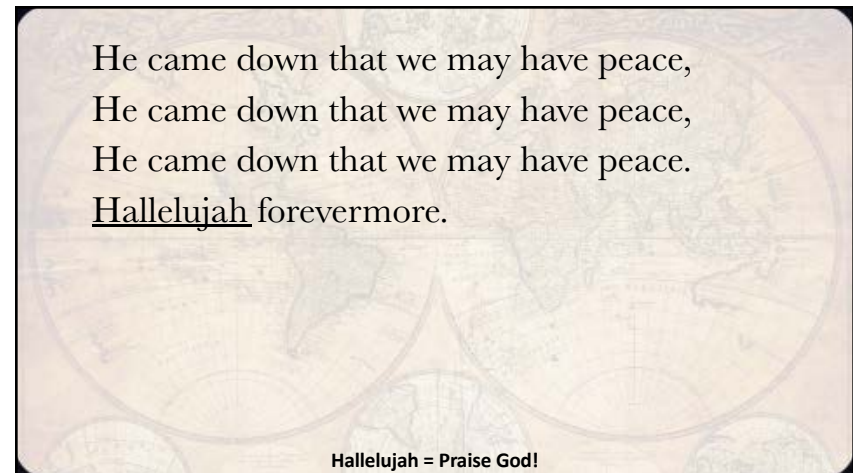 He came down that we may have peace,
He came down that we may have peace,
He came down that we may have peace.
Hallelujah forevermore.
Hallelujah = Praise God!